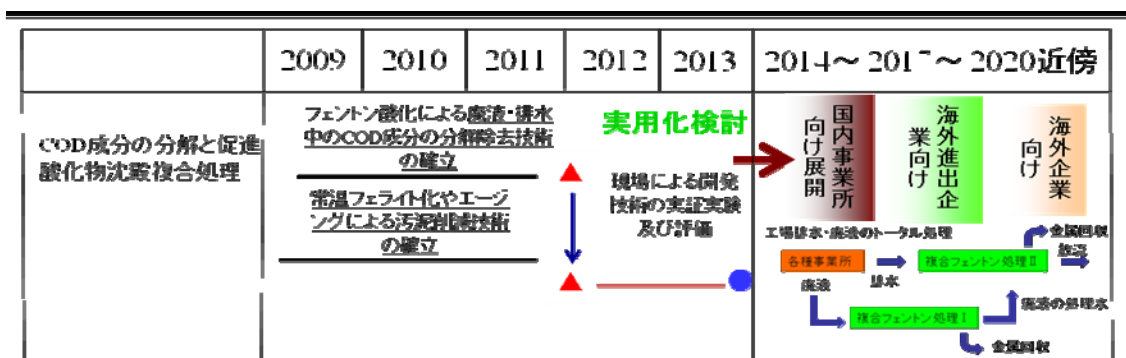 2009 2010 2011 2012 2013 2014～2017～2020近傍
COD成分の分解と促進
酸化物沈澱複合処理
フェントン酸化による廃液・排水
中のCOD成分の分解除去技術
の確立
常温フェライト化やエージ
ングによる汚泥削減技術
の確立
実用化検討
現場による開発
技術の実証実験
及び評価
国内事業所
向け展開
海外進出企
業向け
海外企業
向け
工場排水・廃液のトータル処理
各種事業所
排水
複合フェントン処理Ⅱ
金属回収
放流
廃液
複合フェントン処理Ⅰ
廃液の処理水
金属回収